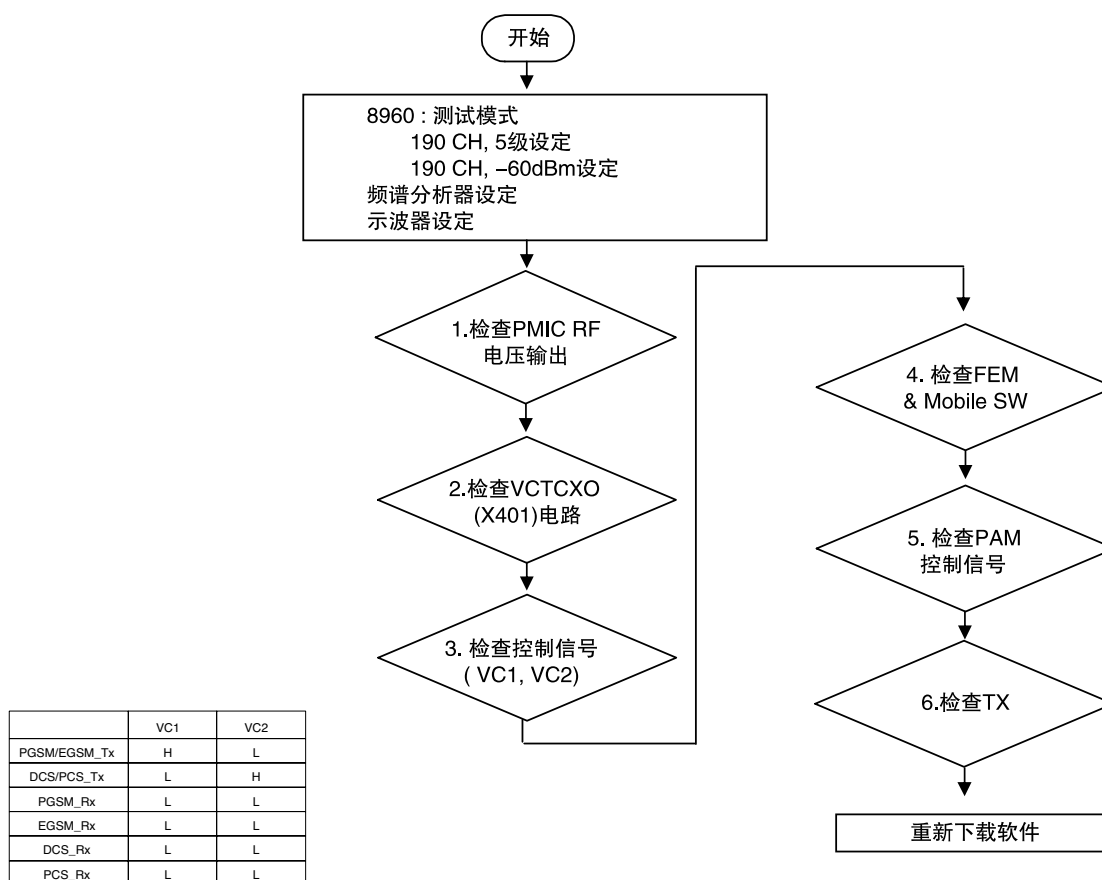 开始
8960 : 测试模式
190 CH, 5级设定
190 CH, –60dBm设定
频谱分析器设定
示波器设定
1.检查PMIC RF
电压输出
2.检查VCTCXO
(X401)电路
3. 检查控制信号
( VC1, VC2)
4. 检查FEM
& Mobile SW
5. 检查PAM
控制信号
6.检查TX
重新下载软件
VC1 VC2
PGSM/EGSM_Tx H L
DCS/PCS_Tx L H
PGSM_Rx L L
EGSM_Rx L L
DCS_Rx L L
PCS_Rx L L